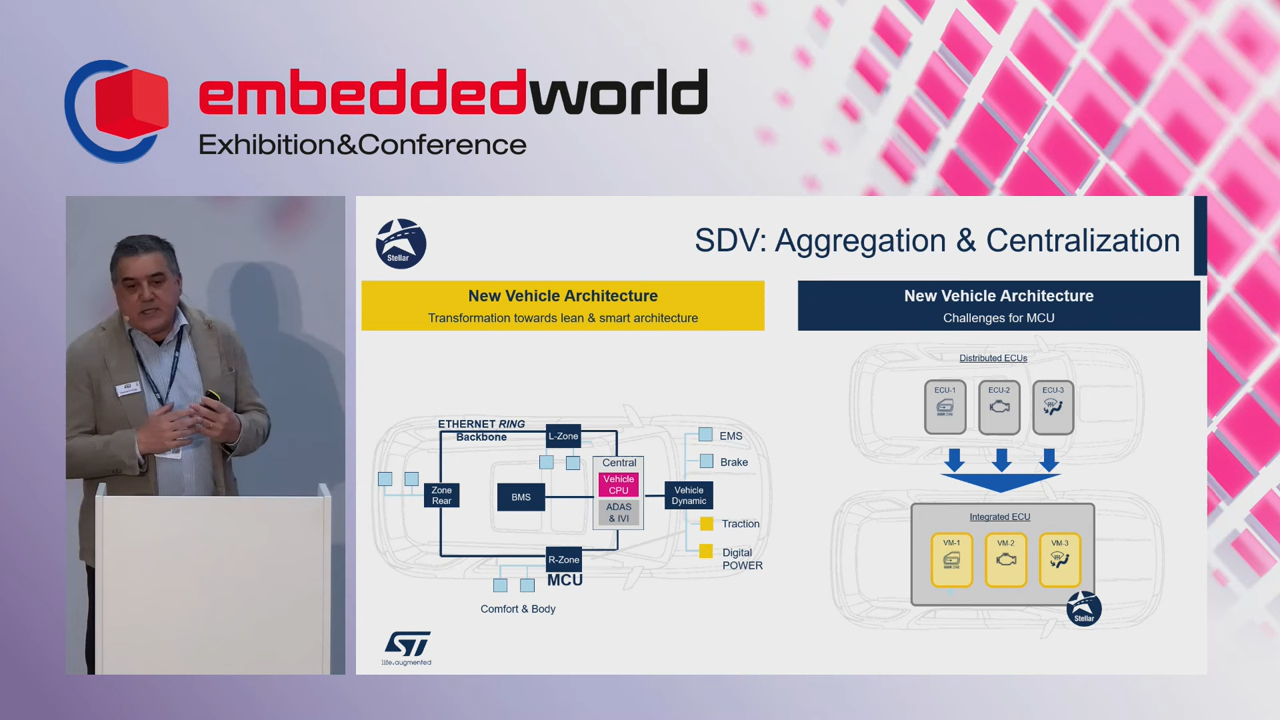 embeddedworld
Exhibition&Conference
Stellar
SDV: Aggregation & Centralization
New Vehicle Architecture
Transformation towards lean & smart architecture
New Vehicle Architecture
Challenges for MCU
ETHERNET RING
Backbone
L-Zone
Central
Vehicle
CPU
ADAS
& IVI
Zone
Rear
BMS
Vehicle
Dynamic
EMS
Brake
Traction
Digital
POWER
R-Zone
MCU
Comfort & Body
ST
life.augmented
Distributed ECUs
ECU-1
ECU-2
ECU-3
Integrated ECU
VM-1
VM-2
VM-3
Stellar